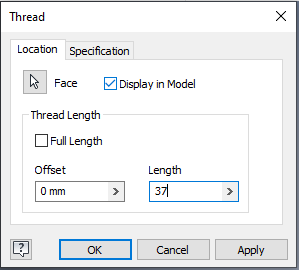 Thread
Location Specification
Face Display in Model
Thread Length
Full Length
Offset Length
0 mm > 37 >
? OK Cancel Apply